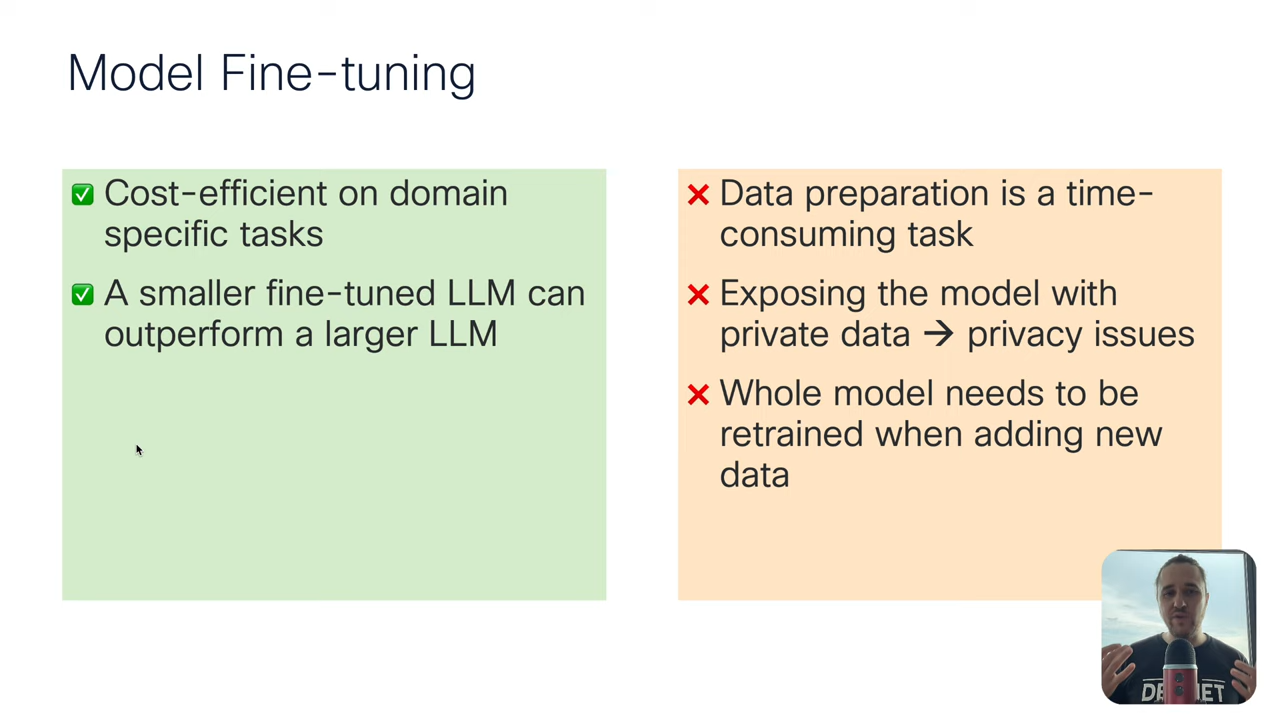 Model Fine-tuning
✅ Cost-efficient on domain
specific tasks
✅ A smaller fine-tuned LLM can
outperform a larger LLM
❌ Data preparation is a time-
consuming task
❌ Exposing the model with
private data → privacy issues
❌ Whole model needs to be
retrained when adding new
data